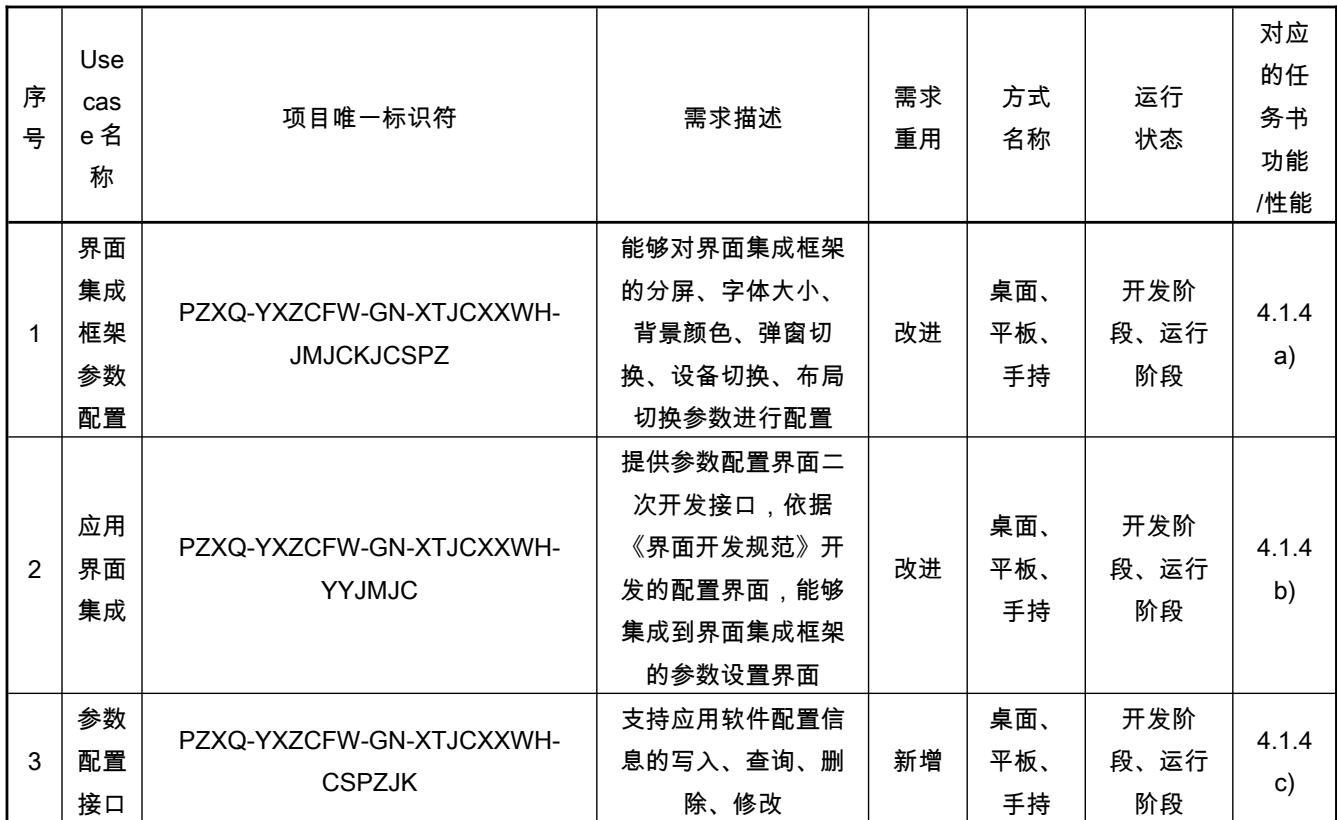 序
号
Use
cas
e 名
称
项目唯一标识符
需求描述
需求
重用
方式
名称
运行
状态
对应
的任
务书
功能
/性能
1
界面
集成
框架
参数
配置
PZXQ-YXZCFW-GN-XTJCXXWH-
JMJCKJCSPZ
能够对界面集成框架
的分屏、字体大小、
背景颜色、弹窗切
换、设备切换、布局
切换参数进行配置
改进
桌面、
平板、
手持
开发阶
段、运行
阶段
4.1.4
a)
2
应用
界面
集成
PZXQ-YXZCFW-GN-XTJCXXWH-
YYJMJC
提供参数配置界面二
次开发接口，依据
《界面开发规范》开
发的配置界面，能够
集成到界面集成框架
的参数设置界面
改进
桌面、
平板、
手持
开发阶
段、运行
阶段
4.1.4
b)
3
参数
配置
接口
PZXQ-YXZCFW-GN-XTJCXXWH-
CSPZJK
支持应用软件配置信
息的写入、查询、删
除、修改
新增
桌面、
平板、
手持
开发阶
段、运行
阶段
4.1.4
c)